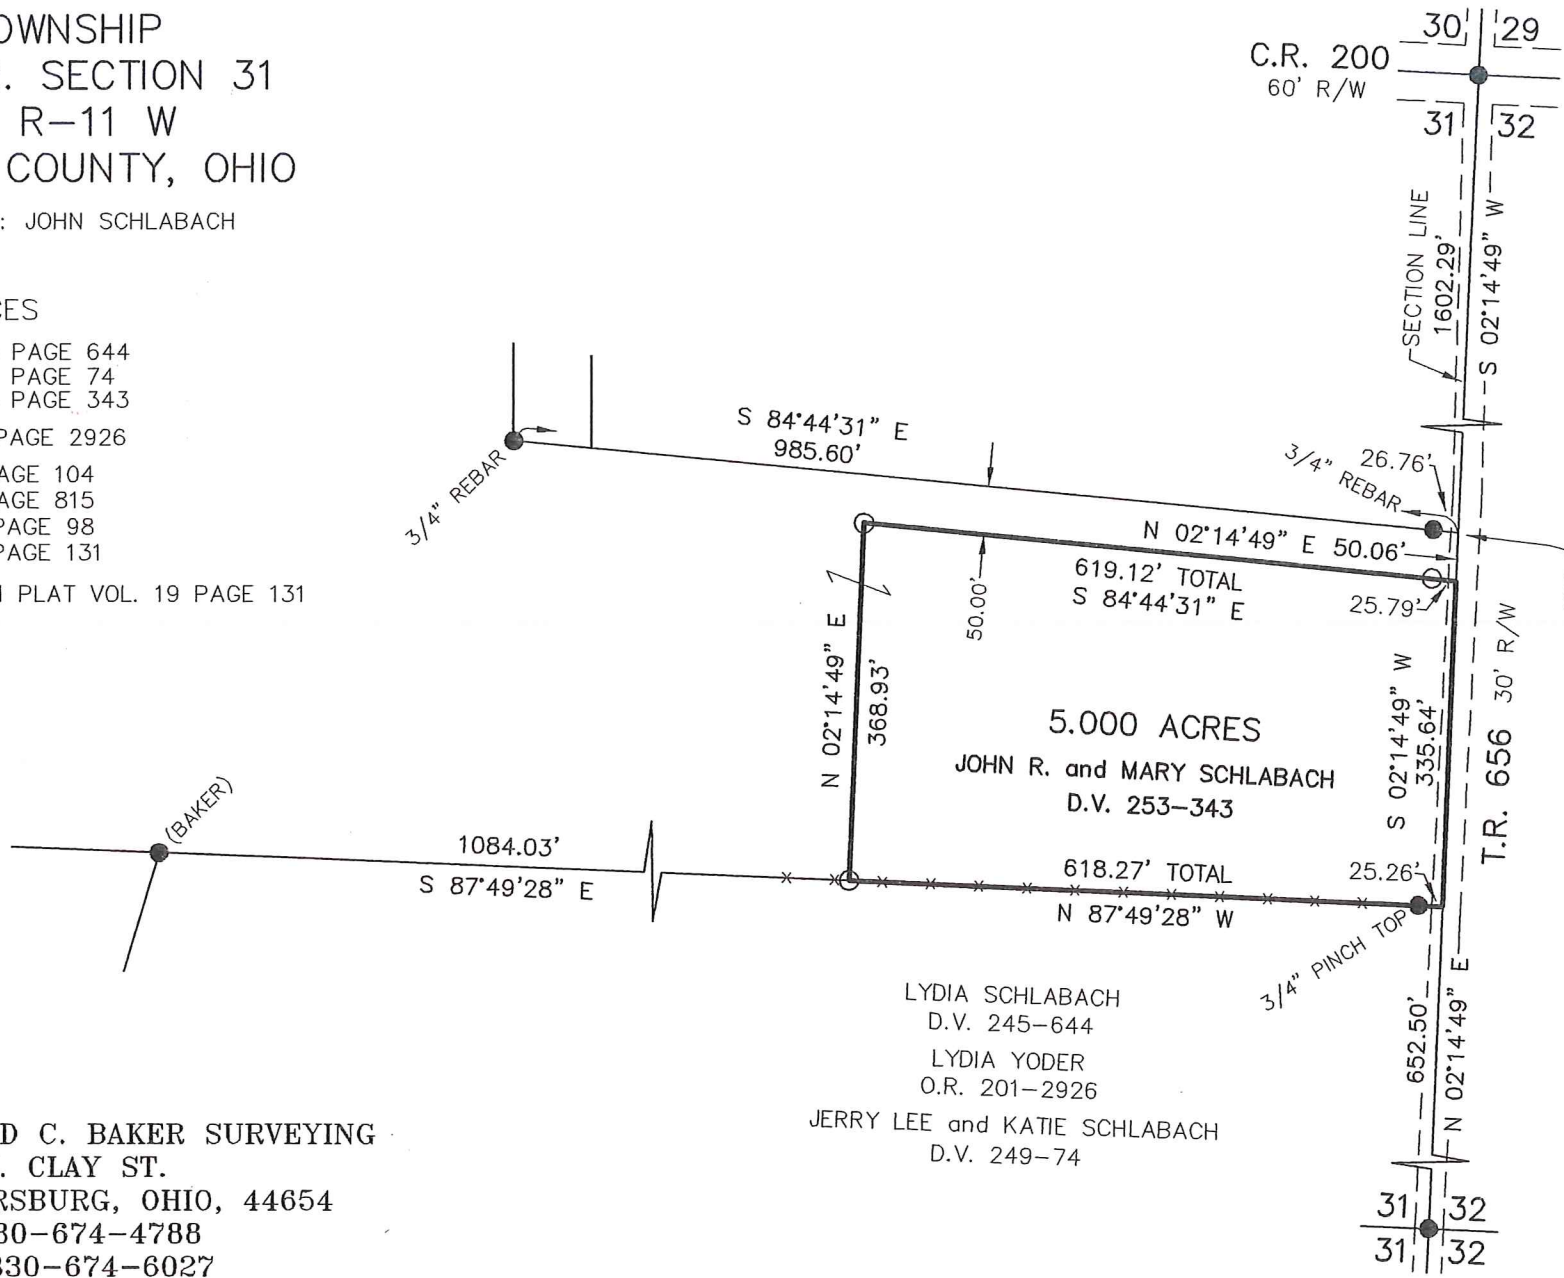 OWNSHIP
. SECTION 31
R-11 W
COUNTY, OHIO
: JOHN SCHLABACH
CES
PAGE 644
PAGE 74
PAGE 343
PAGE 2926
PAGE 104
PAGE 815
PAGE 98
PAGE 131
PLAT VOL. 19 PAGE 131
30 29
C.R. 200
60' R/W
31 32
SECTION LINE
1602.29'
S 02°14'49" W
S 84°44'31" E
985.60'
3/4" REBAR
3/4" REBAR
26.76'
N 02°14'49" E 50.06'
619.12' TOTAL
S 84°44'31" E
50.00'
25.79'
N 02°14'49" E
368.93'
5.000 ACRES
JOHN R. and MARY SCHLABACH
D.V. 253-343
S 02°14'49" W
335.64'
T.R. 656 30' R/W
(BAKER)
1084.03'
S 87°49'28" E
618.27' TOTAL
N 87°49'28" W
25.26'
3/4" PINCH TOP
LYDIA SCHLABACH
D.V. 245-644
LYDIA YODER
O.R. 201-2926
JERRY LEE and KATIE SCHLABACH
D.V. 249-74
652.50'
N 02°14'49" E
31 32
31 32
D C. BAKER SURVEYING
. CLAY ST.
RSBURG, OHIO, 44654
30-674-4788
330-674-6027